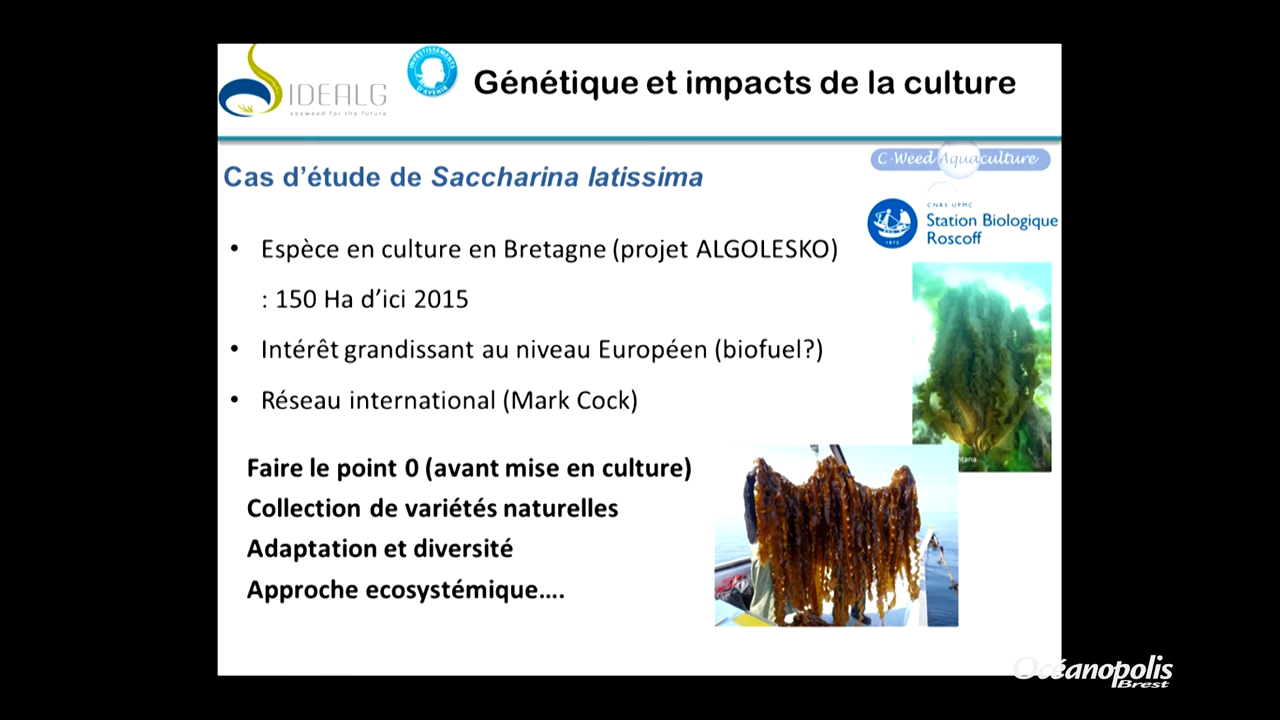 IDEALG
seaweed for the future
INVESTISSEMENTS
D'AVENIR
Génétique et impacts de la culture
C-Weed Aquaculture
Cas d'étude de Saccharina latissima
CNRS UPMC
Station Biologique
Roscoff
1872
• Espèce en culture en Bretagne (projet ALGOLESKO)
: 150 Ha d'ici 2015
• Intérêt grandissant au niveau Européen (biofuel?)
• Réseau international (Mark Cock)
Faire le point 0 (avant mise en culture)
Collection de variétés naturelles
Adaptation et diversité
Approche ecosystémique....
Océanopolis
Brest